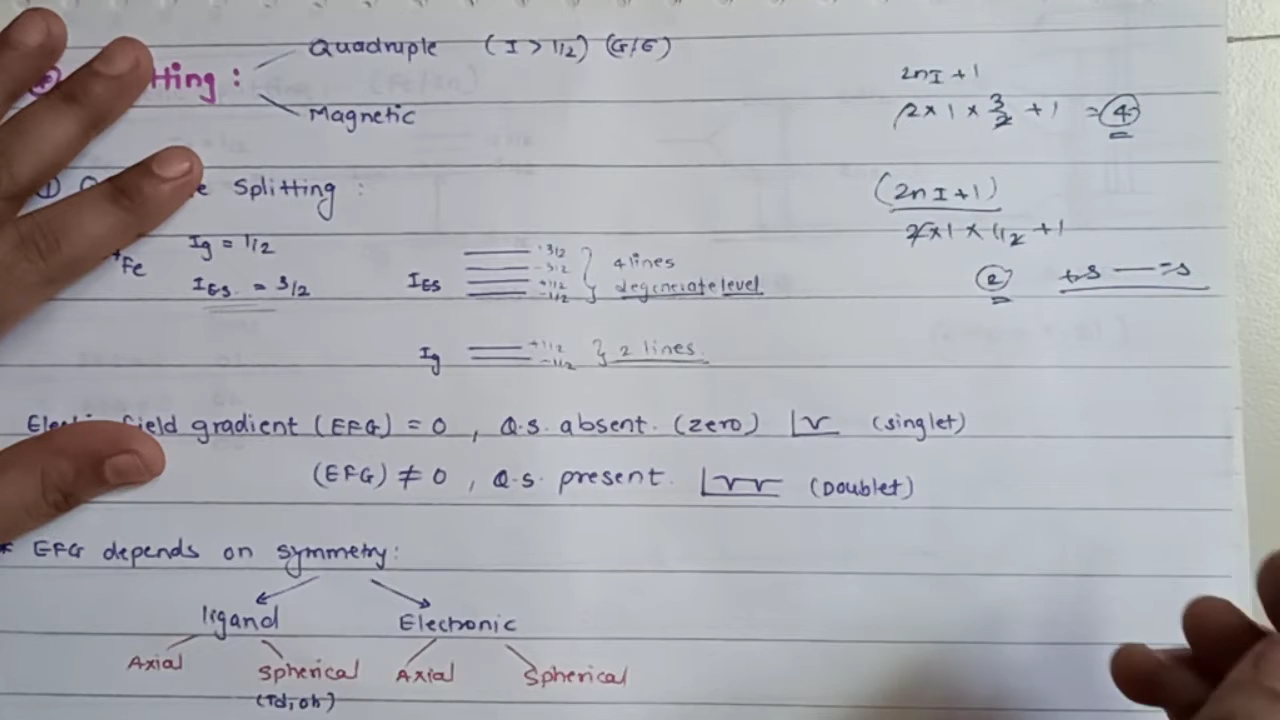 Quadruple (I > 1/2) (G/E)
tting :
Magnetic
2nI + 1
2 × 1 × 3/2 + 1 = 4
Splitting :
(2nI + 1)
2 × 1 × 1/2 + 1
2
Fe Ig = 1/2
IES = 3/2
IES
+3/2
-3/2
+1/2
-1/2
4 lines
degenerate level
Ig
+1/2
-1/2
2 lines.
field gradient (EFG) = 0 , Q.S. absent. (zero) (singlet)
(EFG) ≠ 0 , Q.S. present. (Doublet)
* EFG depends on symmetry:
ligand Electronic
Axial Spherical Axial Spherical
(Td, oh)